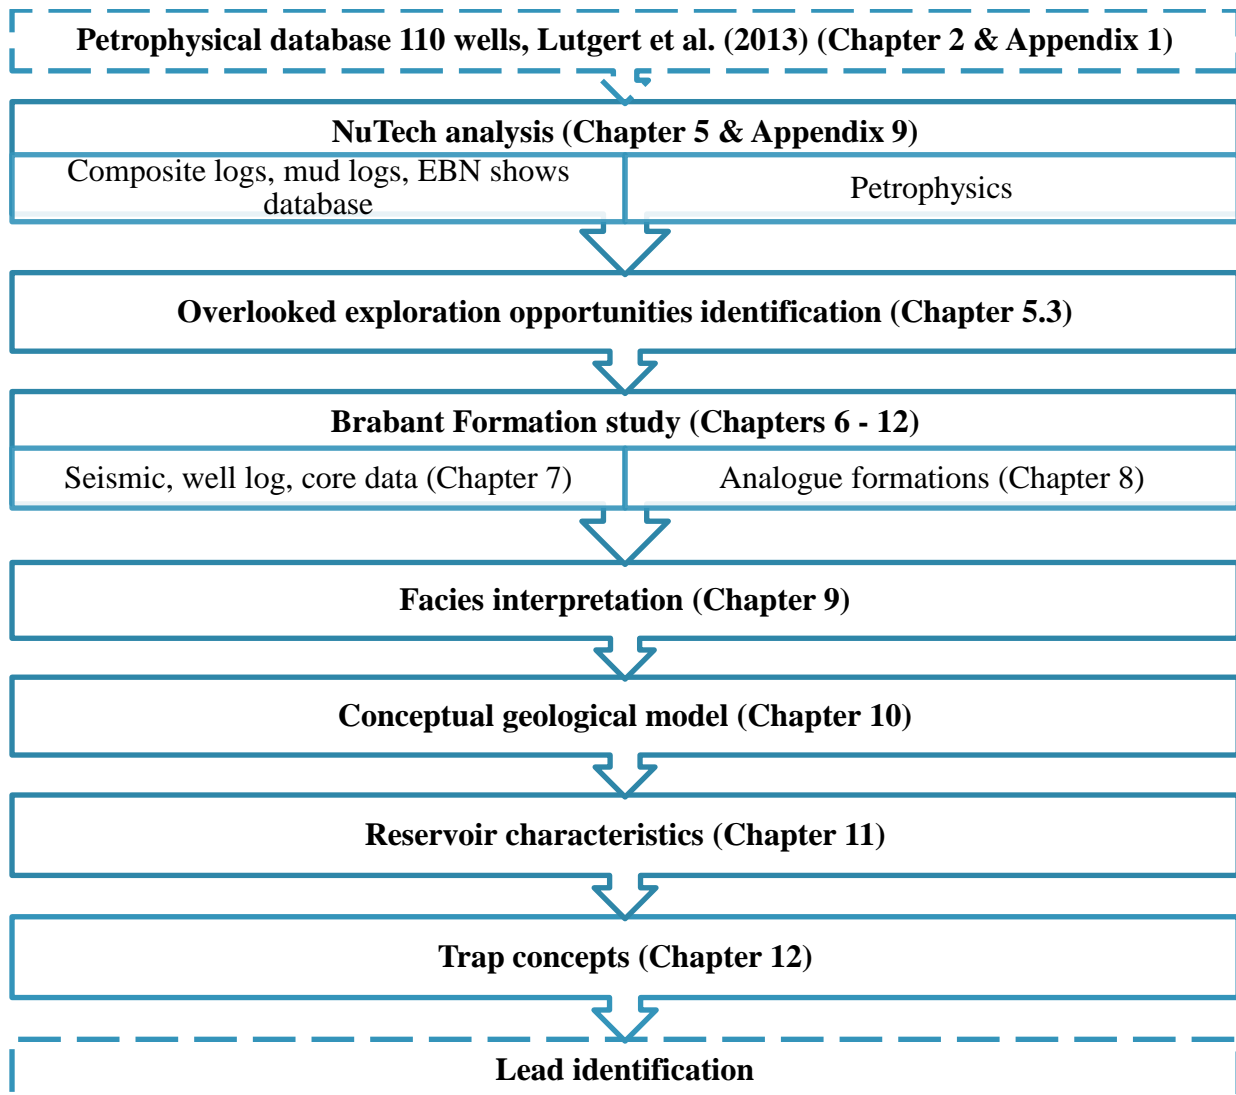 Petrophysical database 110 wells, Lutgert et al. (2013) (Chapter 2 & Appendix 1)
NuTech analysis (Chapter 5 & Appendix 9)
Composite logs, mud logs, EBN shows
database
Petrophysics
Overlooked exploration opportunities identification (Chapter 5.3)
Brabant Formation study (Chapters 6 - 12)
Seismic, well log, core data (Chapter 7)
Analogue formations (Chapter 8)
Facies interpretation (Chapter 9)
Conceptual geological model (Chapter 10)
Reservoir characteristics (Chapter 11)
Trap concepts (Chapter 12)
Lead identification